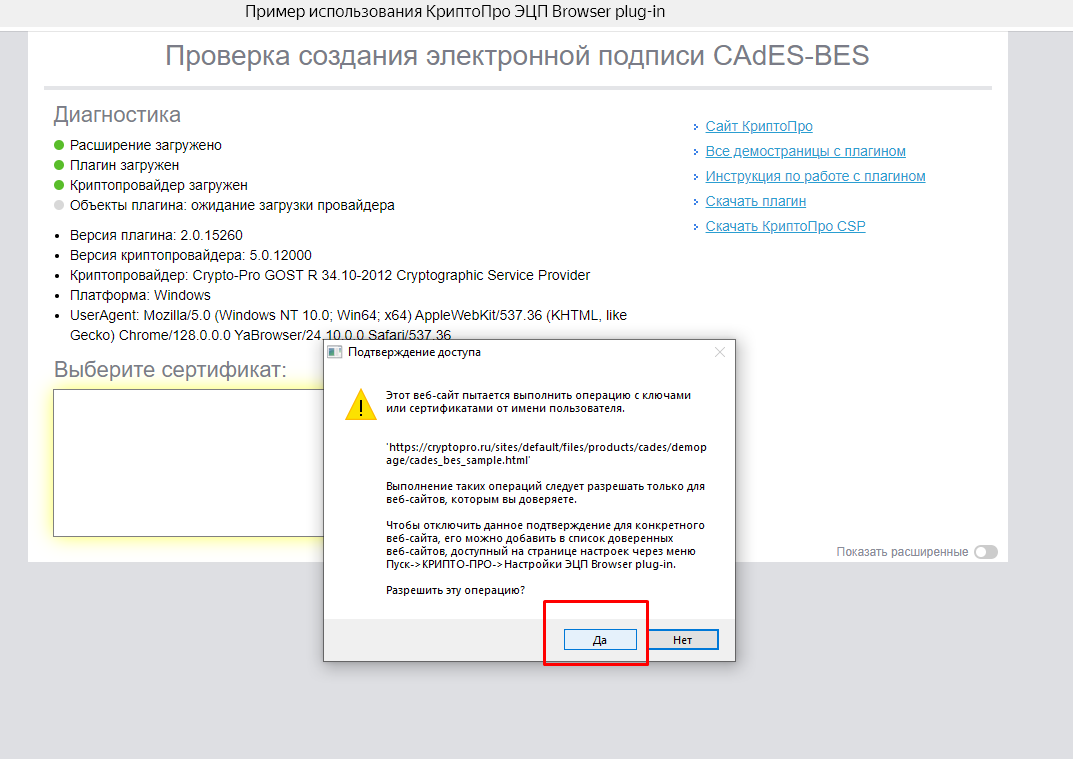 Пример использования КриптоПро ЭЦП Browser plug-in
Проверка создания электронной подписи CAdES-BES
Диагностика
Расширение загружено
Плагин загружен
Криптопровайдер загружен
Объекты плагина: ожидание загрузки провайдера
Версия плагина: 2.0.15260
Версия криптопровайдера: 5.0.12000
Криптопровайдер: Crypto-Pro GOST R 34.10-2012 Cryptographic Service Provider
Платформа: Windows
UserAgent: Mozilla/5.0 (Windows NT 10.0; Win64; x64) AppleWebKit/537.36 (KHTML, like
Gecko) Chrome/128.0.0.0 YaBrowser/24.10.0.0 Safari/537.36
Сайт КриптоПро
Все демостраницы с плагином
Инструкция по работе с плагином
Скачать плагин
Скачать КриптоПро CSP
Выберите сертификат:
Подтверждение доступа
Этот веб-сайт пытается выполнить операцию с ключами
или сертификатами от имени пользователя.
'https://cryptopro.ru/sites/default/files/products/cades/demop
age/cades_bes_sample.html'
Выполнение таких операций следует разрешать только для
веб-сайтов, которым вы доверяете.
Чтобы отключить данное подтверждение для конкретного
веб-сайта, его можно добавить в список доверенных
веб-сайтов, доступный на странице настроек через меню
Пуск->КРИПТО-ПРО->Настройки ЭЦП Browser plug-in.
Разрешить эту операцию?
Да
Нет
Показать расширенные